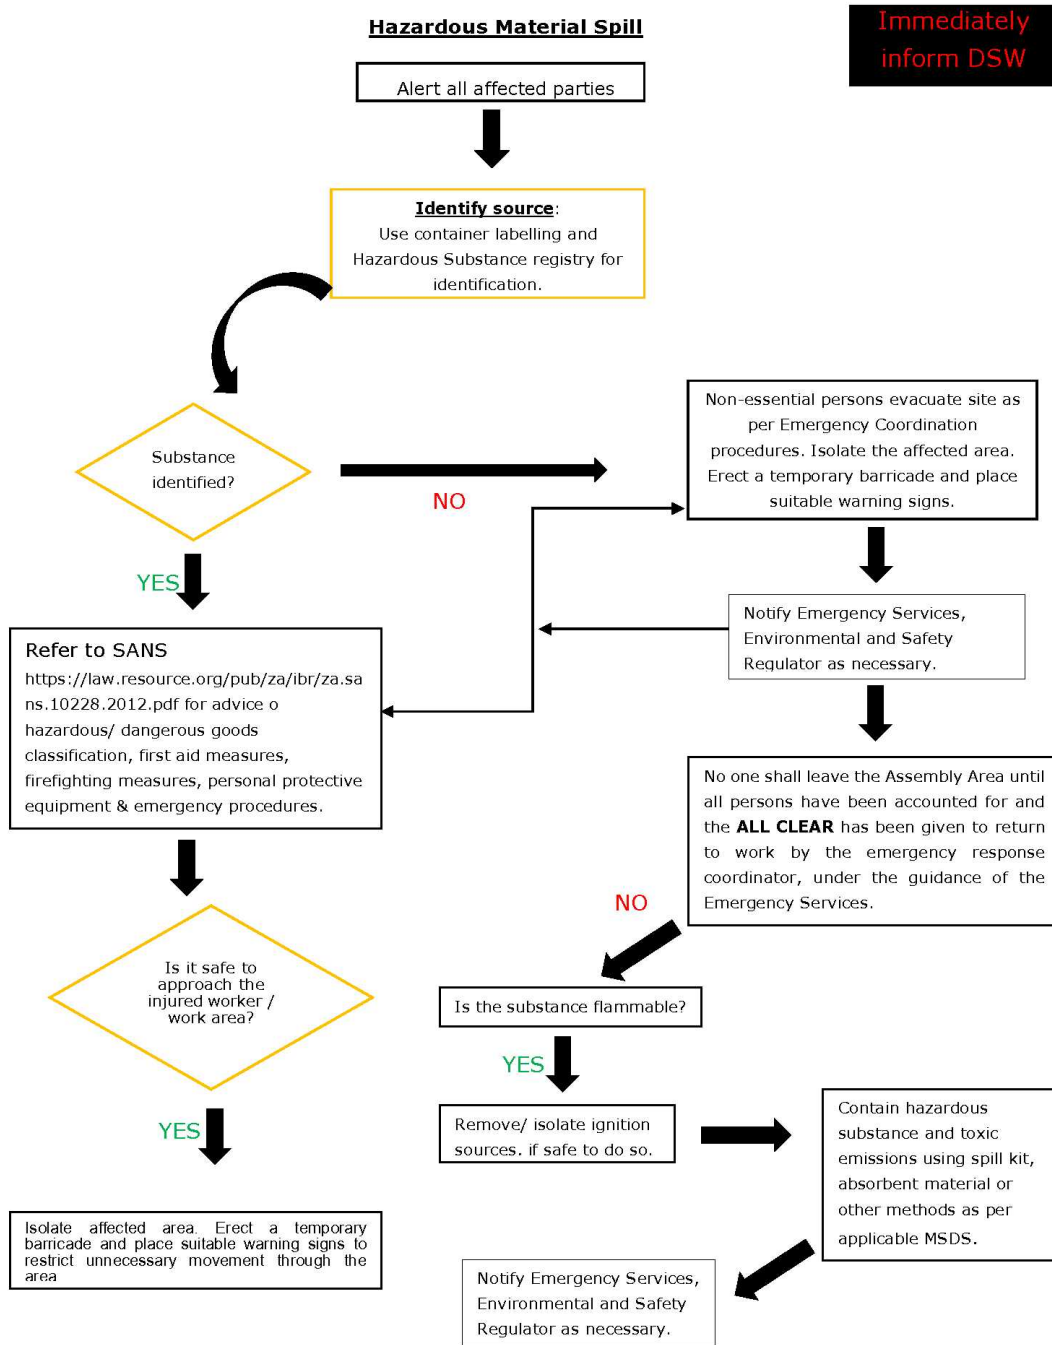 Hazardous Material Spill
Immediately
inform DSW
Alert all affected parties
Identify source:
Use container labelling and
Hazardous Substance registry for
identification.
Substance
identified?
NO
Non-essential persons evacuate site as
per Emergency Coordination
procedures. Isolate the affected area.
Erect a temporary barricade and place
suitable warning signs.
YES
Notify Emergency Services,
Environmental and Safety
Regulator as necessary.
Refer to SANS
https://law.resource.org/pub/za/ibr/za.sa
ns.10228.2012.pdf for advice o
hazardous/ dangerous goods
classification, first aid measures,
firefighting measures, personal protective
equipment & emergency procedures.
No one shall leave the Assembly Area until
all persons have been accounted for and
the ALL CLEAR has been given to return
to work by the emergency response
coordinator, under the guidance of the
Emergency Services.
NO
Is it safe to
approach the
injured worker /
work area?
Is the substance flammable?
YES
YES
Remove/ isolate ignition
sources. if safe to do so.
Contain hazardous
substance and toxic
emissions using spill kit,
absorbent material or
other methods as per
applicable MSDS.
Isolate affected area. Erect a temporary
barricade and place suitable warning signs to
restrict unnecessary movement through the
area
Notify Emergency Services,
Environmental and Safety
Regulator as necessary.